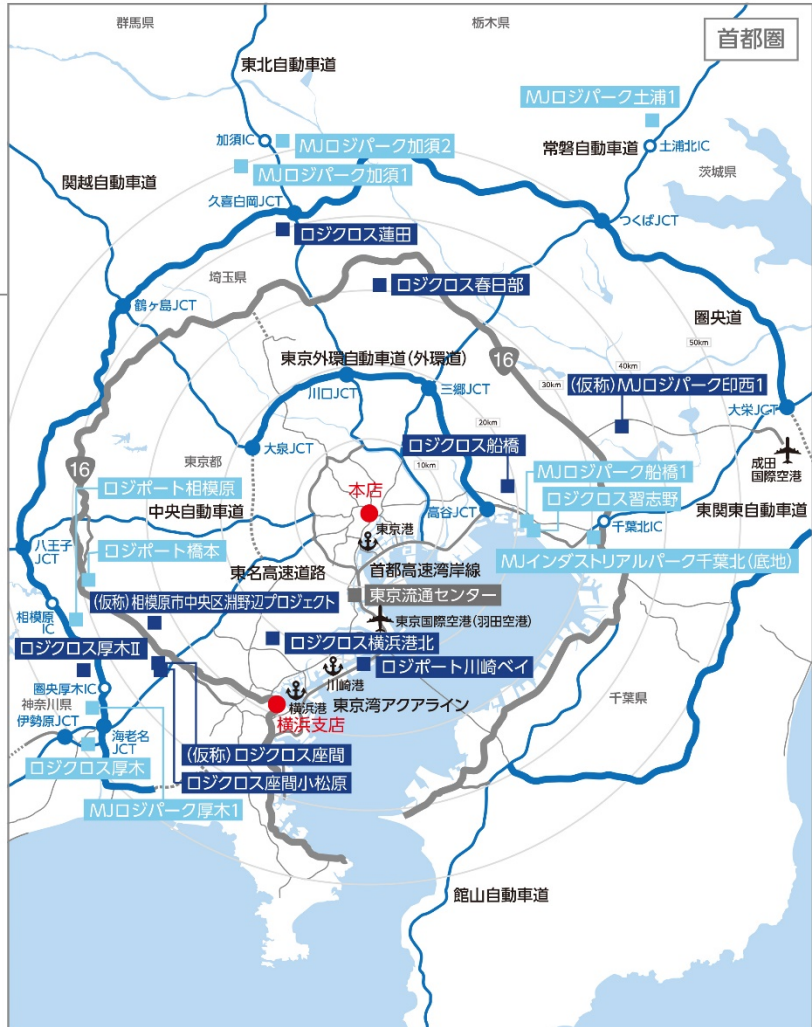 群馬県
栃木県
首都圏
東北自動車道
MJロジパーク土浦1
加須IC
MJロジパーク加須2
常磐自動車道
土浦北IC
関越自動車道
MJロジパーク加須1
茨城県
久喜白岡JCT
つくばJCT
ロジクロス蓮田
埼玉県
ロジクロス春日部
鶴ヶ島JCT
圏央道
東京外環自動車道(外環道)
16
50km
40km
30km
(仮称)MJロジパーク印西1
川口JCT
三郷JCT
大栄JCT
20km
ロジクロス船橋
大泉JCT
10km
成田
国際空港
東京都
16
MJロジパーク船橋1
ロジポート相模原
本店
ロジクロス習志野
中央自動車道
高谷JCT
東関東自動車道
東京港
千葉北IC
八王子
JCT
ロジポート橋本
東名高速道路
首都高速湾岸線
MJインダストリアルパーク千葉北(底地)
(仮称)相模原市中央区淵野辺プロジェクト
東京流通センター
相模原
IC
東京国際空港(羽田空港)
ロジクロス厚木Ⅱ
ロジクロス横浜港北
ロジポート川崎ベイ
川崎港
圏央厚木IC
神奈川県
横浜港
東京湾アクアライン
千葉県
伊勢原JCT
横浜支店
海老名
JCT
(仮称)ロジクロス座間
ロジクロス厚木
ロジクロス座間小松原
MJロジパーク厚木1
館山自動車道